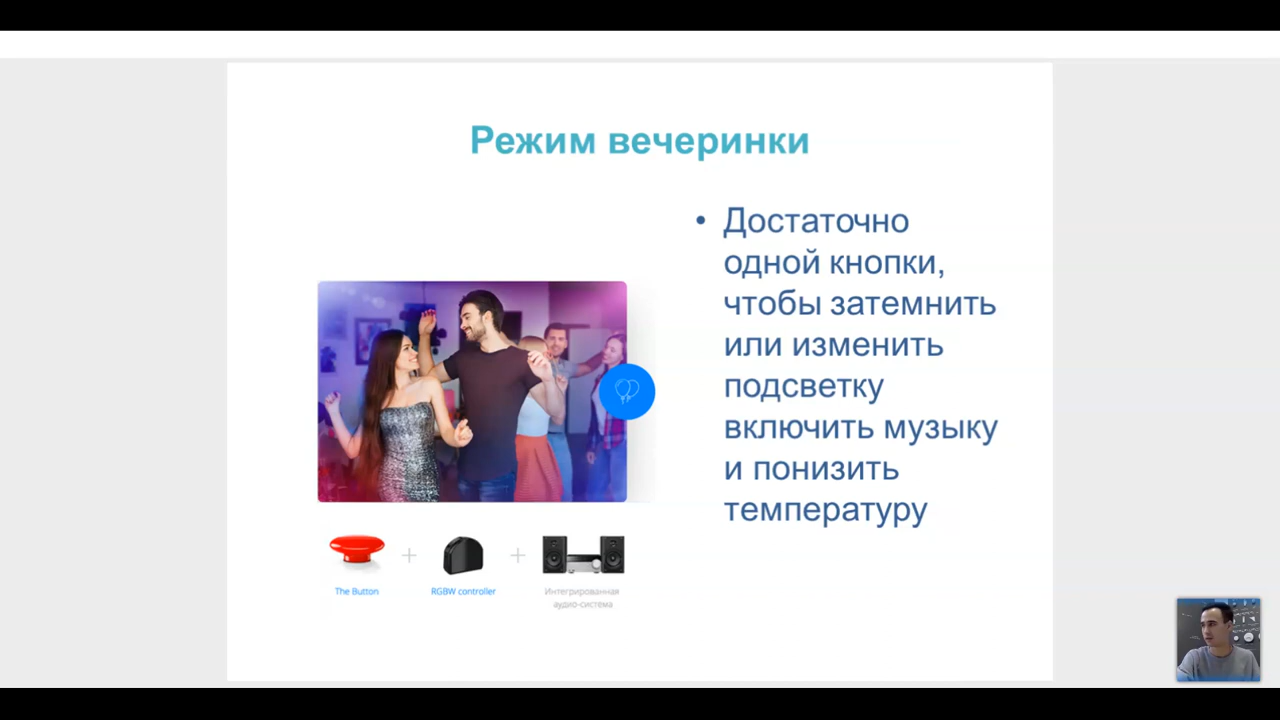 Режим вечеринки
• Достаточно
одной кнопки,
чтобы затемнить
или изменить
подсветку
включить музыку
и понизить
температуру
The Button
RGBW controller
Интегрированная
аудио-система